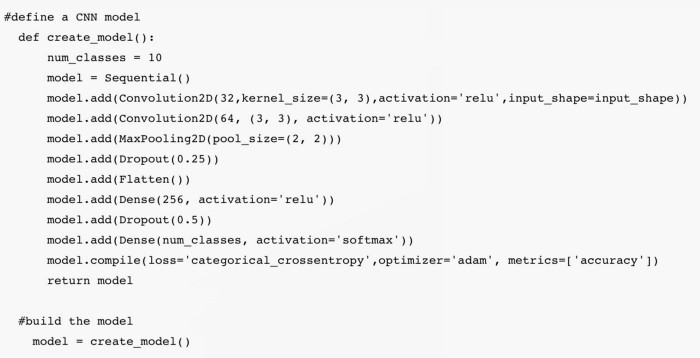 #define a CNN model
def create_model():
num_classes = 10
model = Sequential()
model.add(Convolution2D(32,kernel_size=(3, 3),activation='relu',input_shape=input_shape))
model.add(Convolution2D(64, (3, 3), activation='relu'))
model.add(MaxPooling2D(pool_size=(2, 2)))
model.add(Dropout(0.25))
model.add(Flatten())
model.add(Dense(256, activation='relu'))
model.add(Dropout(0.5))
model.add(Dense(num_classes, activation='softmax'))
model.compile(loss='categorical_crossentropy',optimizer='adam', metrics=['accuracy'])
return model
#build the model
model = create_model()